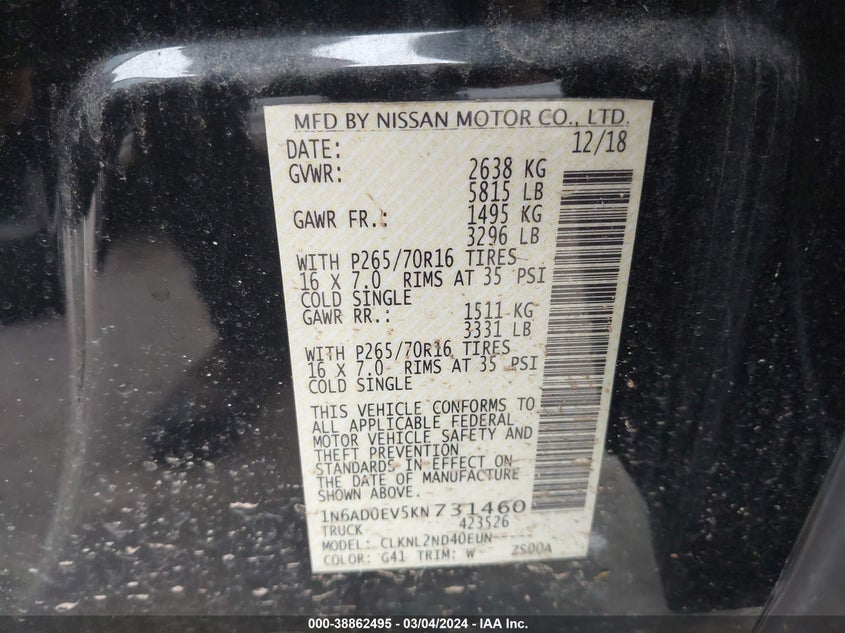 MFD BY NISSAN MOTOR CO., LTD.
DATE: 12/18
GVWR: 2638 KG
5815 LB
GAWR FR.: 1495 KG
3296 LB
WITH P265/70R16 TIRES
16 X 7.0 RIMS AT 35 PSI
COLD SINGLE
GAWR RR.: 1511 KG
3331 LB
WITH P265/70R16 TIRES
16 X 7.0 RIMS AT 35 PSI
COLD SINGLE
THIS VEHICLE CONFORMS TO
ALL APPLICABLE FEDERAL
MOTOR VEHICLE SAFETY AND
THEFT PREVENTION
STANDARDS IN EFFECT ON
THE DATE OF MANUFACTURE
SHOWN ABOVE.
1N6AD0EV5KN 731460
TRUCK 423526
MODEL: CLKNL2ND40EUN-----
COLOR: G41 TRIM: W ZS00A
000-38862495 - 03/04/2024 - IAA Inc.